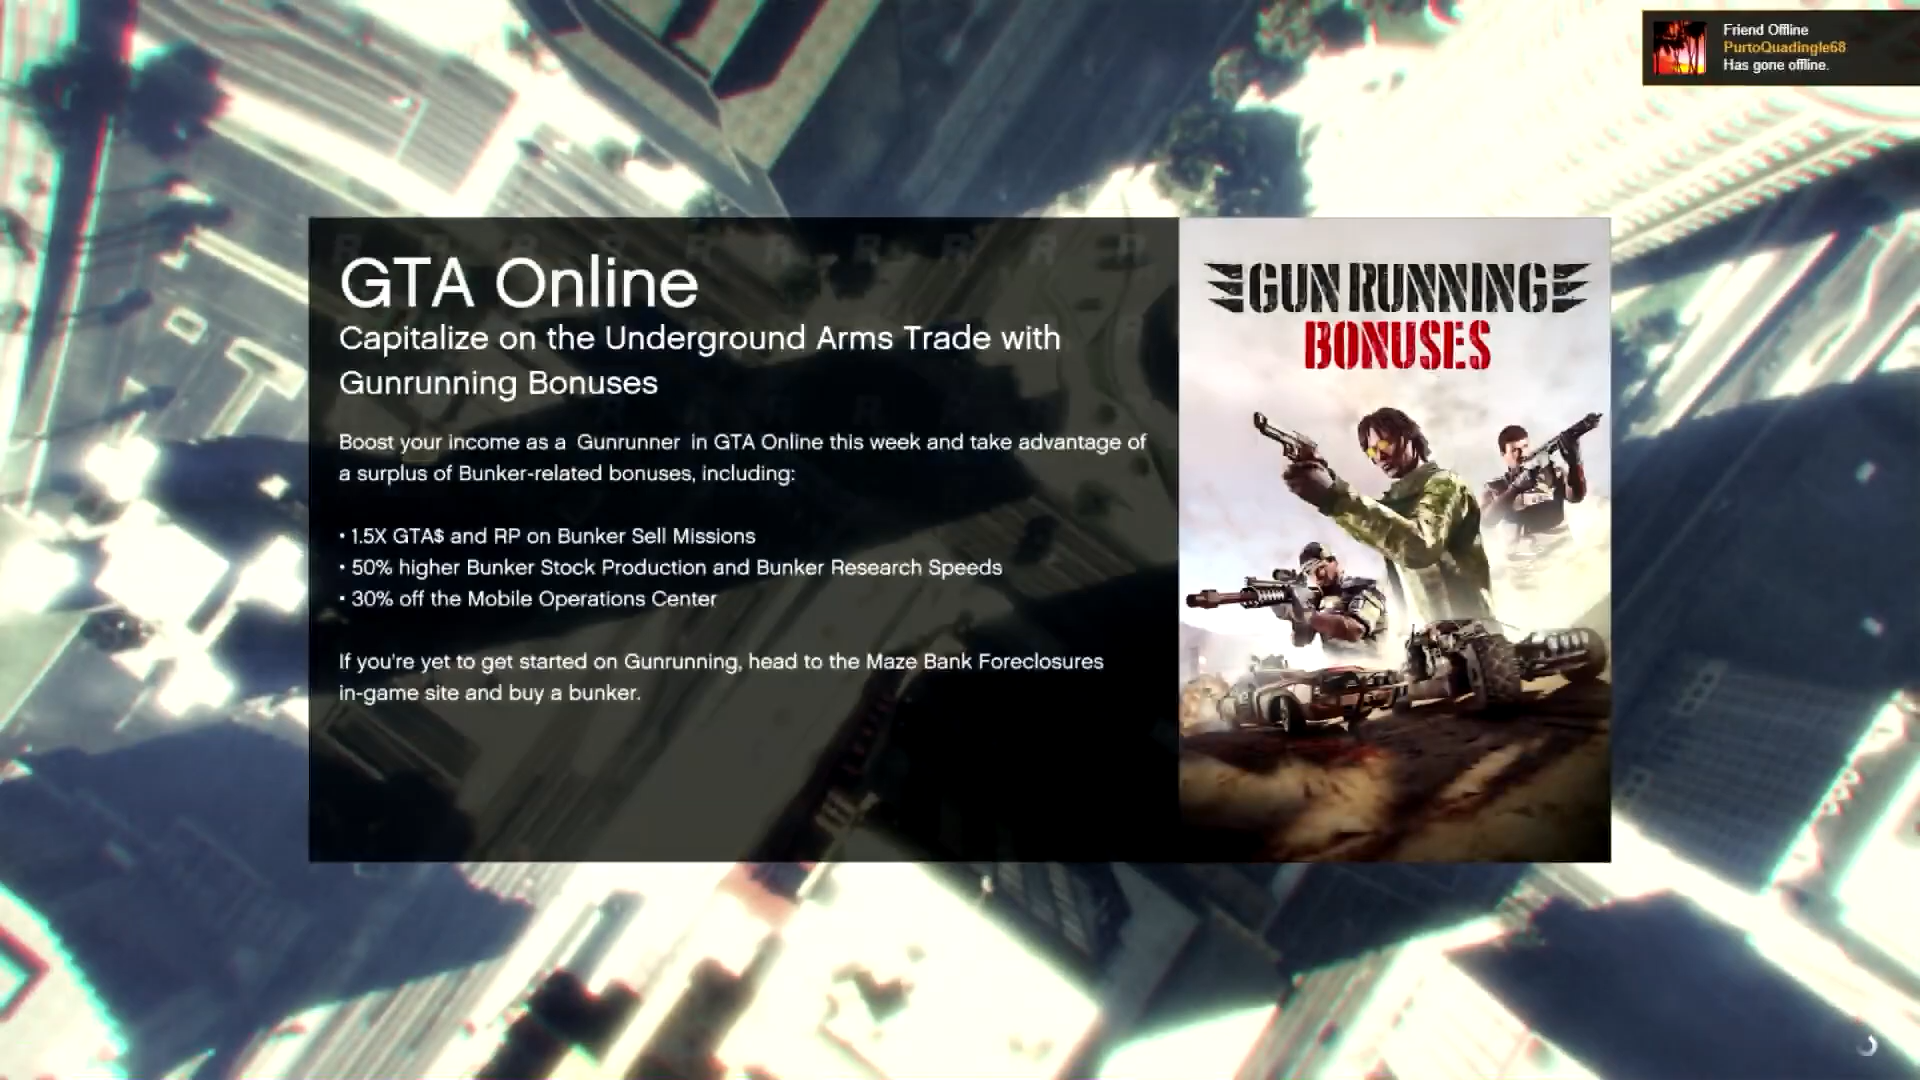 Friend Offline
PurtoQuadingle68
Has gone offline.
GTA Online
Capitalize on the Underground Arms Trade with
Gunrunning Bonuses
Boost your income as a Gunrunner in GTA Online this week and take advantage of
a surplus of Bunker-related bonuses, including:
• 1.5X GTA$ and RP on Bunker Sell Missions
• 50% higher Bunker Stock Production and Bunker Research Speeds
• 30% off the Mobile Operations Center
If you're yet to get started on Gunrunning, head to the Maze Bank Foreclosures
in-game site and buy a bunker.
GUN RUNNING
BONUSES